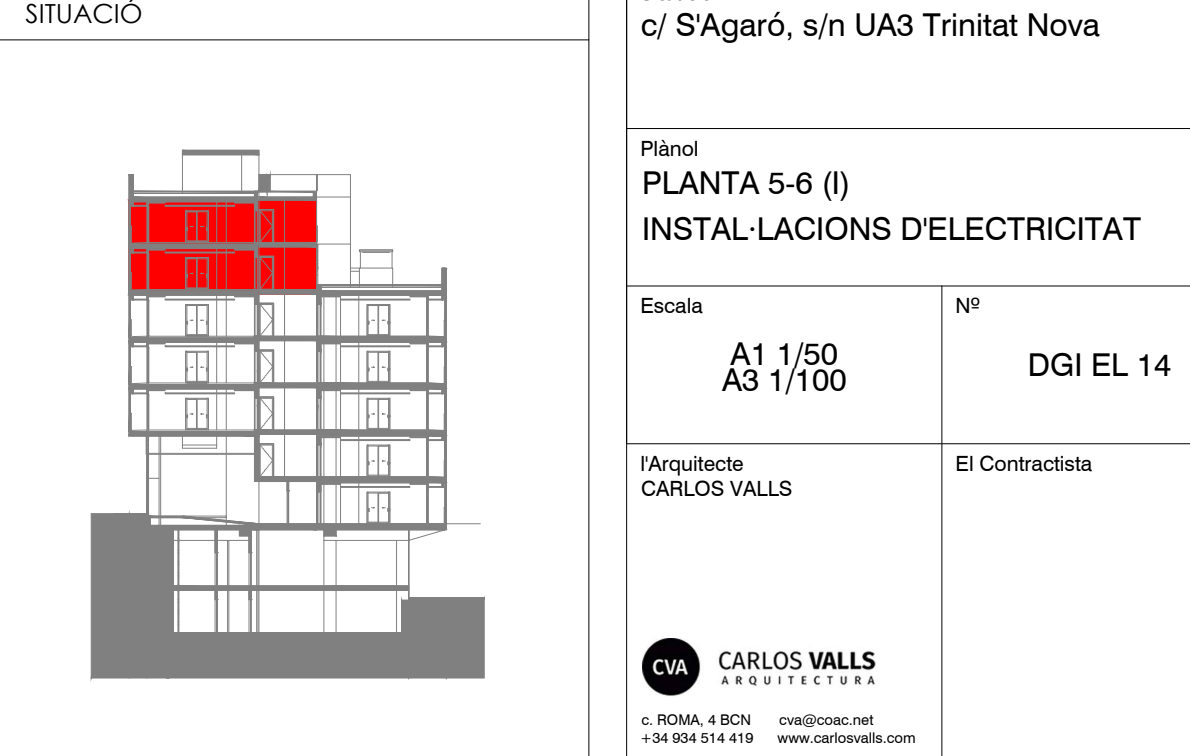 SITUACIÓ
c/ S'Agaró, s/n UA3 Trinitat Nova
Plànol
PLANTA 5-6 (I)
INSTAL·LACIONS D'ELECTRICITAT
Escala
A1 1/50
A3 1/100
Nº
DGI EL 14
l'Arquitecte
CARLOS VALLS
El Contractista
CVA
CARLOS VALLS
ARQUITECTURA
c. ROMA, 4 BCN cva@coac.net
+34 934 514 419 www.carlosvalls.com